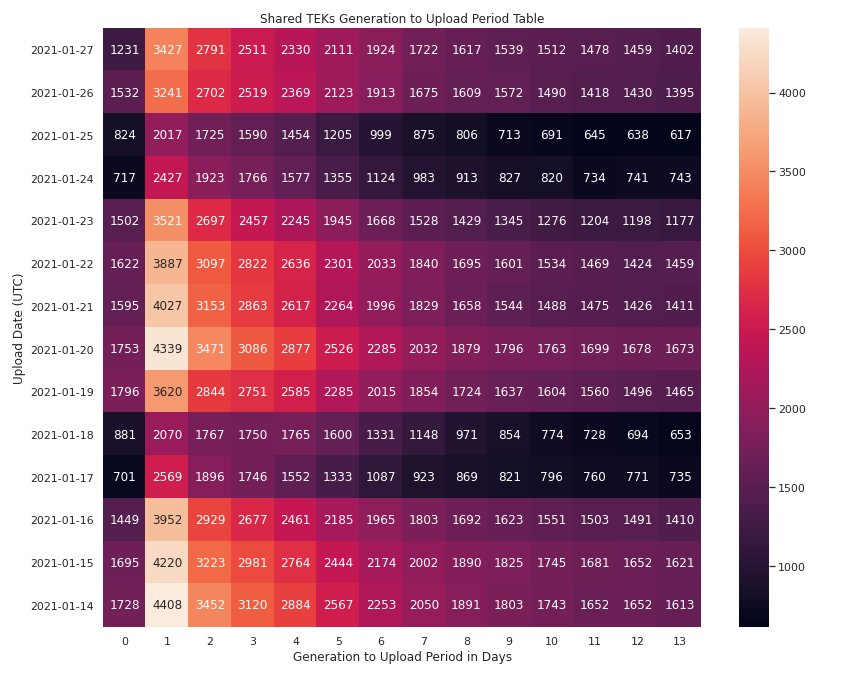 Shared TEKs Generation to Upload Period Table
2021-01-27 1231 3427 2791 2511 2330 2111 1924 1722 1617 1539 1512 1478 1459 1402
2021-01-26 1532 3241 2702 2519 2369 2123 1913 1675 1609 1572 1490 1418 1430 1395
2021-01-25 824 2017 1725 1590 1454 1205 999 875 806 713 691 645 638 617
2021-01-24 717 2427 1923 1766 1577 1355 1124 983 913 827 820 734 741 743
2021-01-23 1502 3521 2697 2457 2245 1945 1668 1528 1429 1345 1276 1204 1198 1177
2021-01-22 1622 3887 3097 2822 2636 2301 2033 1840 1695 1601 1534 1469 1424 1459
2021-01-21 1595 4027 3153 2863 2617 2264 1996 1829 1658 1544 1488 1475 1426 1411
2021-01-20 1753 4339 3471 3086 2877 2526 2285 2032 1879 1796 1763 1699 1678 1673
2021-01-19 1796 3620 2844 2751 2585 2285 2015 1854 1724 1637 1604 1560 1496 1465
2021-01-18 881 2070 1767 1750 1765 1600 1331 1148 971 854 774 728 694 653
2021-01-17 701 2569 1896 1746 1552 1333 1087 923 869 821 796 760 771 735
2021-01-16 1449 3952 2929 2677 2461 2185 1965 1803 1692 1623 1551 1503 1491 1410
2021-01-15 1695 4220 3223 2981 2764 2444 2174 2002 1890 1825 1745 1681 1652 1621
2021-01-14 1728 4408 3452 3120 2884 2567 2253 2050 1891 1803 1743 1652 1652 1613
0 1 2 3 4 5 6 7 8 9 10 11 12 13
Generation to Upload Period in Days
Upload Date (UTC)
4000
3500
3000
2500
2000
1500
1000